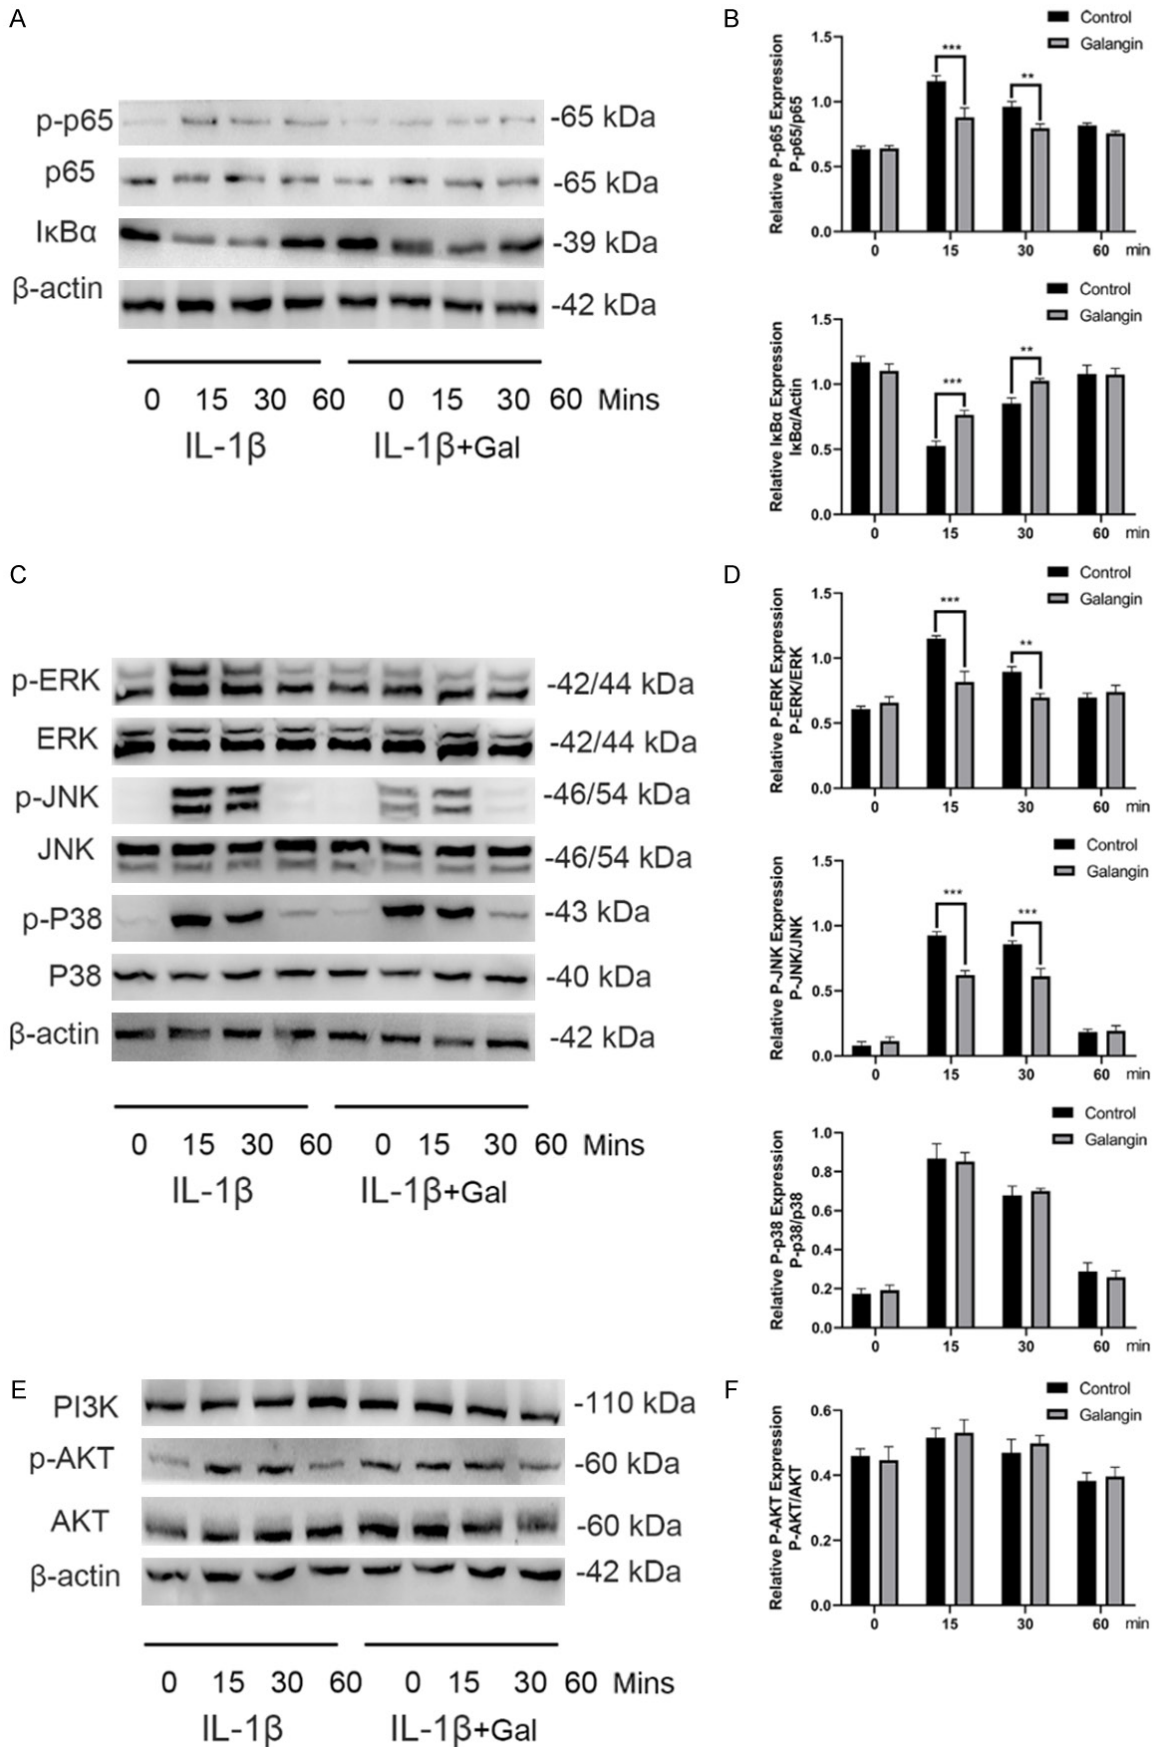 A
p-p65 -65 kDa
p65 -65 kDa
IκBα -39 kDa
β-actin -42 kDa
0 15 30 60 0 15 30 60 Mins
IL-1β IL-1β+Gal
B
Control
Galangin
Relative P-p65 Expression
P-p65/p65
1.5
1.0
0.5
0.0
*** **
0 15 30 60 min
Control
Galangin
Relative IκBα Expression
IκBα/Actin
1.5
1.0
0.5
0.0
*** **
0 15 30 60 min
C
p-ERK -42/44 kDa
ERK -42/44 kDa
p-JNK -46/54 kDa
JNK -46/54 kDa
p-P38 -43 kDa
P38 -40 kDa
β-actin -42 kDa
0 15 30 60 0 15 30 60 Mins
IL-1β IL-1β+Gal
D
Control
Galangin
Relative P-ERK Expression
P-ERK/ERK
1.5
1.0
0.5
0.0
*** **
0 15 30 60 min
Control
Galangin
Relative P-JNK Expression
P-JNK/JNK
1.5
1.0
0.5
0.0
*** ***
0 15 30 60 min
Control
Galangin
Relative P-p38 Expression
P-p38/p38
1.0
0.8
0.6
0.4
0.2
0.0
0 15 30 60 min
E
PI3K -110 kDa
p-AKT -60 kDa
AKT -60 kDa
β-actin -42 kDa
0 15 30 60 0 15 30 60 Mins
IL-1β IL-1β+Gal
F
Control
Galangin
Relative P-AKT Expression
P-AKT/AKT
0.6
0.4
0.2
0.0
0 15 30 60 min